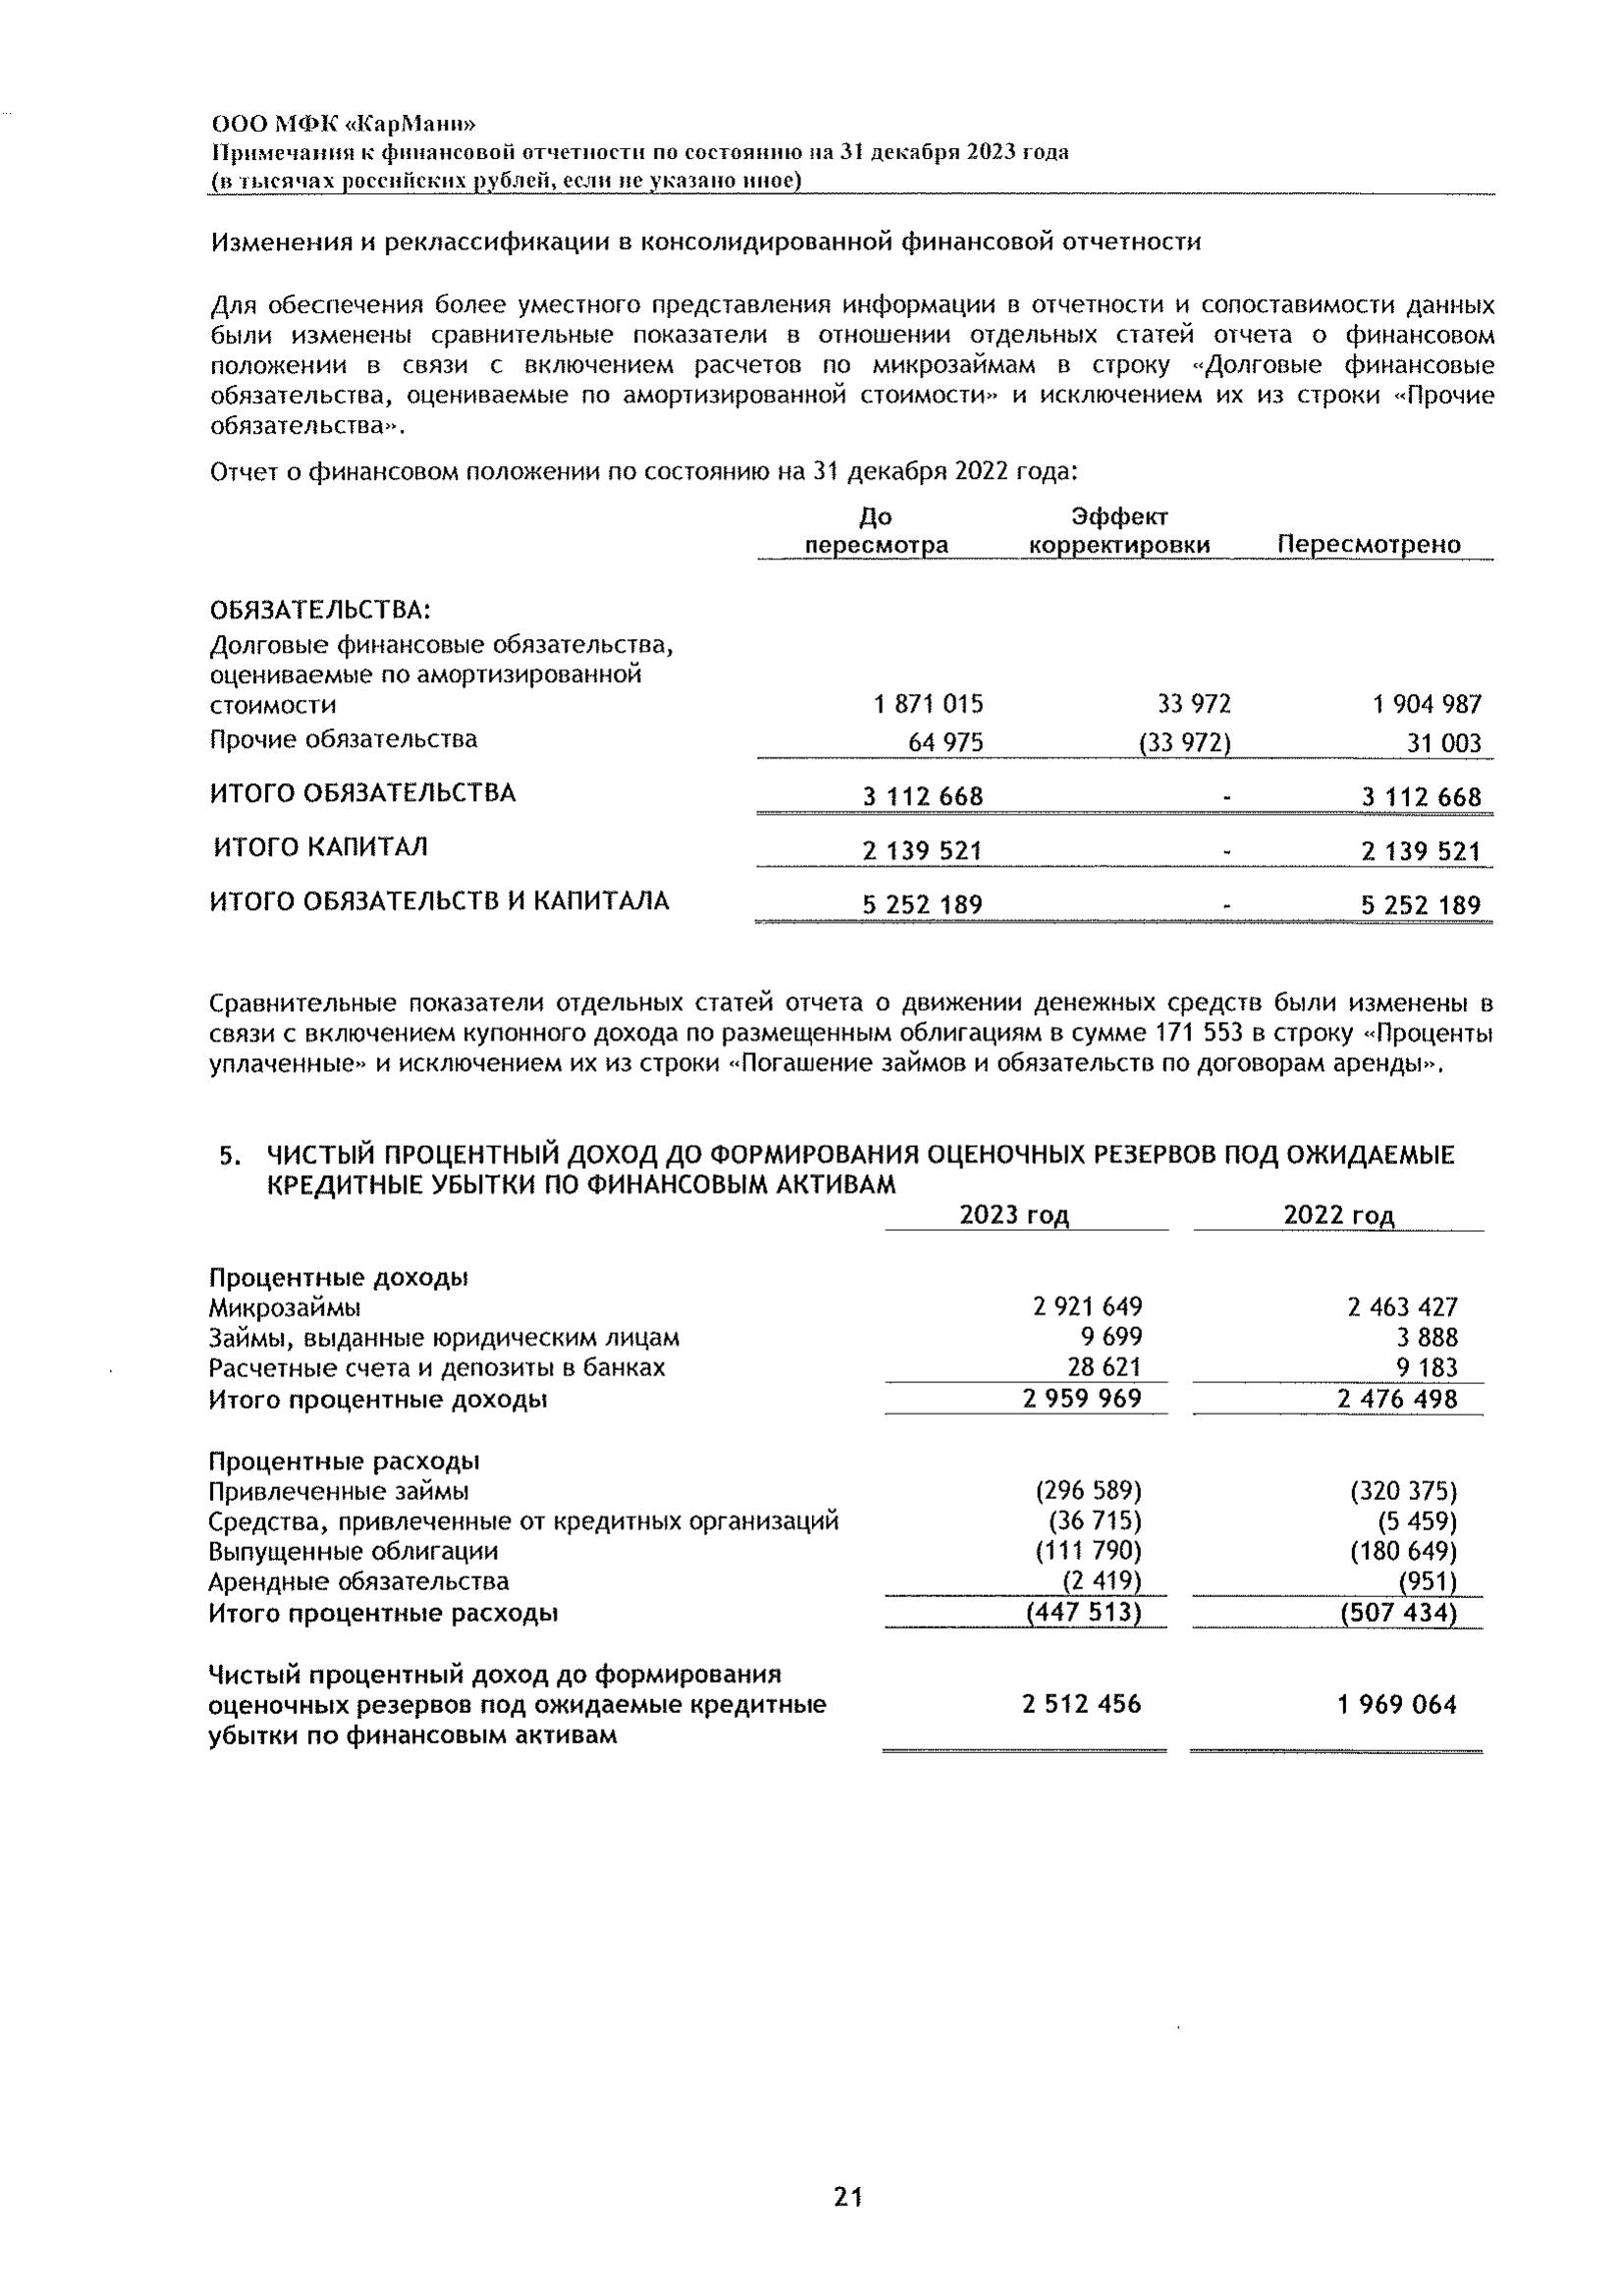 ООО МФК «КарМани»
Примечания к финансовой отчетности по состоянию на 31 декабря 2023 года
(в тысячах российских рублей, если не указано иное)
Изменения и реклассификации в консолидированной финансовой отчетности
Для обеспечения более уместного представления информации в отчетности и сопоставимости данных
были изменены сравнительные показатели в отношении отдельных статей отчета о финансовом
положении в связи с включением расчетов по микрозаймам в строку «Долговые финансовые
обязательства, оцениваемые по амортизированной стоимости» и исключением их из строки «Прочие
обязательства».
Отчет о финансовом положении по состоянию на 31 декабря 2022 года:
До пересмотра Эффект корректировки Пересмотрено
ОБЯЗАТЕЛЬСТВА:
Долговые финансовые обязательства,
оцениваемые по амортизированной
стоимости 1 871 015 33 972 1 904 987
Прочие обязательства 64 975 (33 972) 31 003
ИТОГО ОБЯЗАТЕЛЬСТВА 3 112 668 - 3 112 668
ИТОГО КАПИТАЛ 2 139 521 - 2 139 521
ИТОГО ОБЯЗАТЕЛЬСТВ И КАПИТАЛА 5 252 189 - 5 252 189
Сравнительные показатели отдельных статей отчета о движении денежных средств были изменены в
связи с включением купонного дохода по размещенным облигациям в сумме 171 553 в строку «Проценты
уплаченные» и исключением их из строки «Погашение займов и обязательств по договорам аренды».
5. ЧИСТЫЙ ПРОЦЕНТНЫЙ ДОХОД ДО ФОРМИРОВАНИЯ ОЦЕНОЧНЫХ РЕЗЕРВОВ ПОД ОЖИДАЕМЫЕ
КРЕДИТНЫЕ УБЫТКИ ПО ФИНАНСОВЫМ АКТИВАМ
2023 год 2022 год
Процентные доходы
Микрозаймы 2 921 649 2 463 427
Займы, выданные юридическим лицам 9 699 3 888
Расчетные счета и депозиты в банках 28 621 9 183
Итого процентные доходы 2 959 969 2 476 498
Процентные расходы
Привлеченные займы (296 589) (320 375)
Средства, привлеченные от кредитных организаций (36 715) (5 459)
Выпущенные облигации (111 790) (180 649)
Арендные обязательства (2 419) (951)
Итого процентные расходы (447 513) (507 434)
Чистый процентный доход до формирования
оценочных резервов под ожидаемые кредитные 2 512 456 1 969 064
убытки по финансовым активам
21